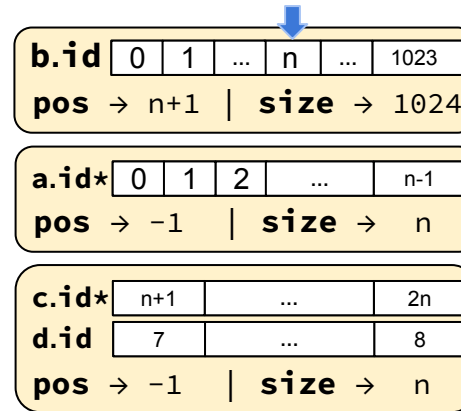 b.id 0 1 ... n ... 1023
pos → n+1 | size → 1024
a.id* 0 1 2 ... n-1
pos → -1 | size → n
c.id* n+1 ... 2n
d.id 7 ... 8
pos → -1 | size → n